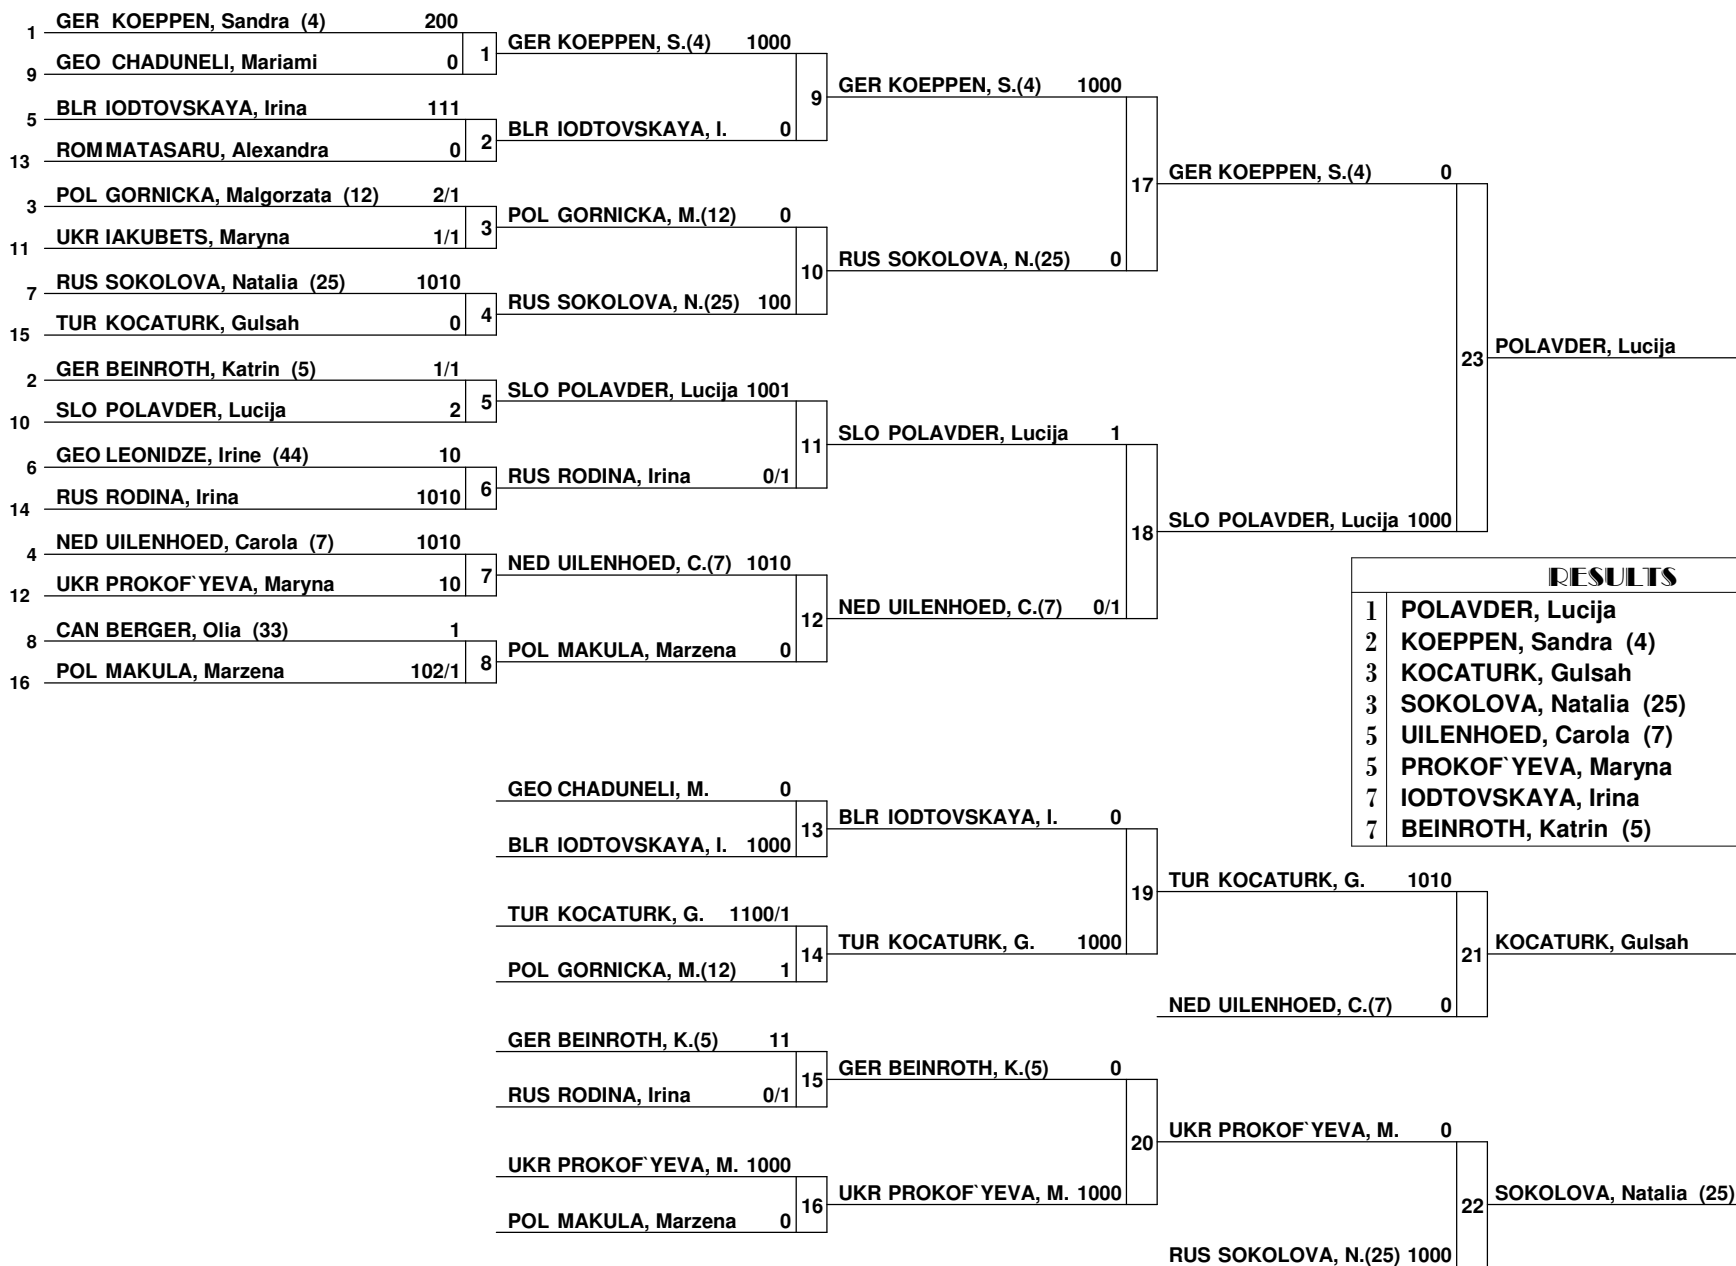 1 GER KOEPPEN, Sandra (4) 200
9 GEO CHADUNELI, Mariami 0
1
5 BLR IODTOVSKAYA, Irina 111
13 ROM MATASARU, Alexandra 0
2
3 POL GORNICKA, Malgorzata (12) 2/1
11 UKR IAKUBETS, Maryna 1/1
3
7 RUS SOKOLOVA, Natalia (25) 1010
15 TUR KOCATURK, Gulsah 0
4
2 GER BEINROTH, Katrin (5) 1/1
10 SLO POLAVDER, Lucija 2
5
6 GEO LEONIDZE, Irine (44) 10
14 RUS RODINA, Irina 1010
6
4 NED UILENHOED, Carola (7) 1010
12 UKR PROKOF`YEVA, Maryna 10
7
8 CAN BERGER, Olia (33) 1
16 POL MAKULA, Marzena 102/1
8
GER KOEPPEN, S.(4) 1000
BLR IODTOVSKAYA, I. 0
9
POL GORNICKA, M.(12) 0
RUS SOKOLOVA, N.(25) 100
10
SLO POLAVDER, Lucija 1001
RUS RODINA, Irina 0/1
11
NED UILENHOED, C.(7) 1010
POL MAKULA, Marzena 0
12
GER KOEPPEN, S.(4) 1000
RUS SOKOLOVA, N.(25) 0
17
SLO POLAVDER, Lucija 1
NED UILENHOED, C.(7) 0/1
18
GER KOEPPEN, S.(4) 0
SLO POLAVDER, Lucija 1000
23
POLAVDER, Lucija
RESULTS
1 POLAVDER, Lucija
2 KOEPPEN, Sandra (4)
3 KOCATURK, Gulsah
3 SOKOLOVA, Natalia (25)
5 UILENHOED, Carola (7)
5 PROKOF`YEVA, Maryna
7 IODTOVSKAYA, Irina
7 BEINROTH, Katrin (5)
GEO CHADUNELI, M. 0
BLR IODTOVSKAYA, I. 1000
13
TUR KOCATURK, G. 1100/1
POL GORNICKA, M.(12) 1
14
GER BEINROTH, K.(5) 11
RUS RODINA, Irina 0/1
15
UKR PROKOF`YEVA, M. 1000
POL MAKULA, Marzena 0
16
BLR IODTOVSKAYA, I. 0
TUR KOCATURK, G. 1000
19
GER BEINROTH, K.(5) 0
UKR PROKOF`YEVA, M. 1000
20
TUR KOCATURK, G. 1010
NED UILENHOED, C.(7) 0
21
KOCATURK, Gulsah
UKR PROKOF`YEVA, M. 0
RUS SOKOLOVA, N.(25) 1000
22
SOKOLOVA, Natalia (25)